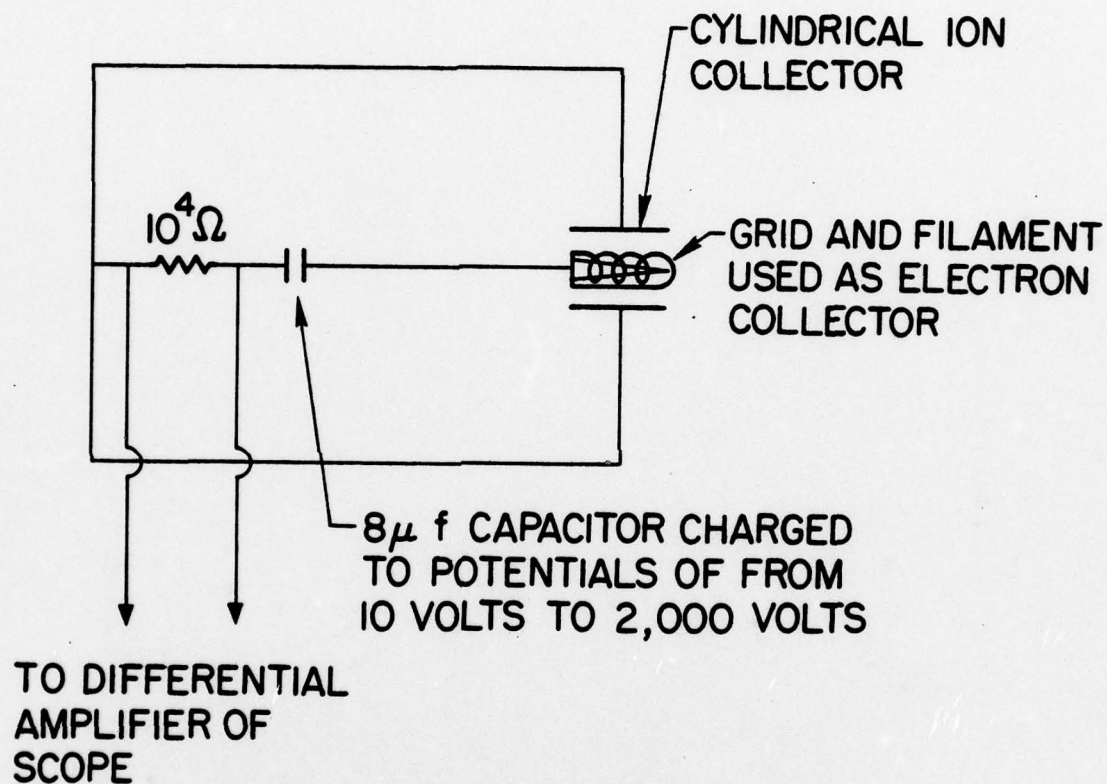 CYLINDRICAL ION
COLLECTOR
10⁴Ω
GRID AND FILAMENT
USED AS ELECTRON
COLLECTOR
8μ f CAPACITOR CHARGED
TO POTENTIALS OF FROM
10 VOLTS TO 2,000 VOLTS
TO DIFFERENTIAL
AMPLIFIER OF
SCOPE